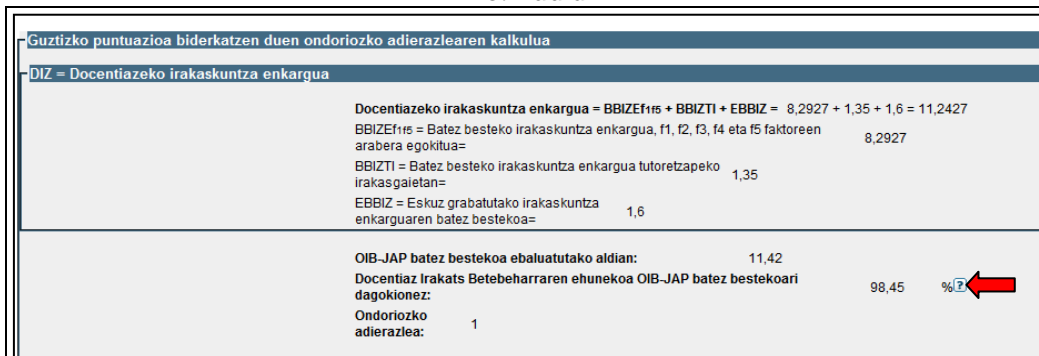 Guztizko puntuazioa biderkatzen duen ondoriozko adierazlearen kalkulua
DIZ = Docentiazeko irakaskuntza enkargua
Docentiazeko irakaskuntza enkargua = BBIZEf1f5 + BBIZTI + EBBIZ = 8,2927 + 1,35 + 1,6 = 11,2427
BBIZEf1f5 = Batez besteko irakaskuntza enkargua, f1, f2, f3, f4 eta f5 faktoreen
arabera egokitua= 8,2927
BBIZTI = Batez besteko irakaskuntza enkargua tutoretzapeko
irakasgaietan= 1,35
EBBIZ = Eskuz grabatutako irakaskuntza
enkarguaren batez bestekoa= 1,6
OIB-JAP batez bestekoa ebaluatutako aldian: 11,42
Docentiaz Irakats Betebeharraren ehunekoa OIB-JAP batez bestekoari
dagokionez: 98,45 % ?
Ondoriozko
adierazlea: 1